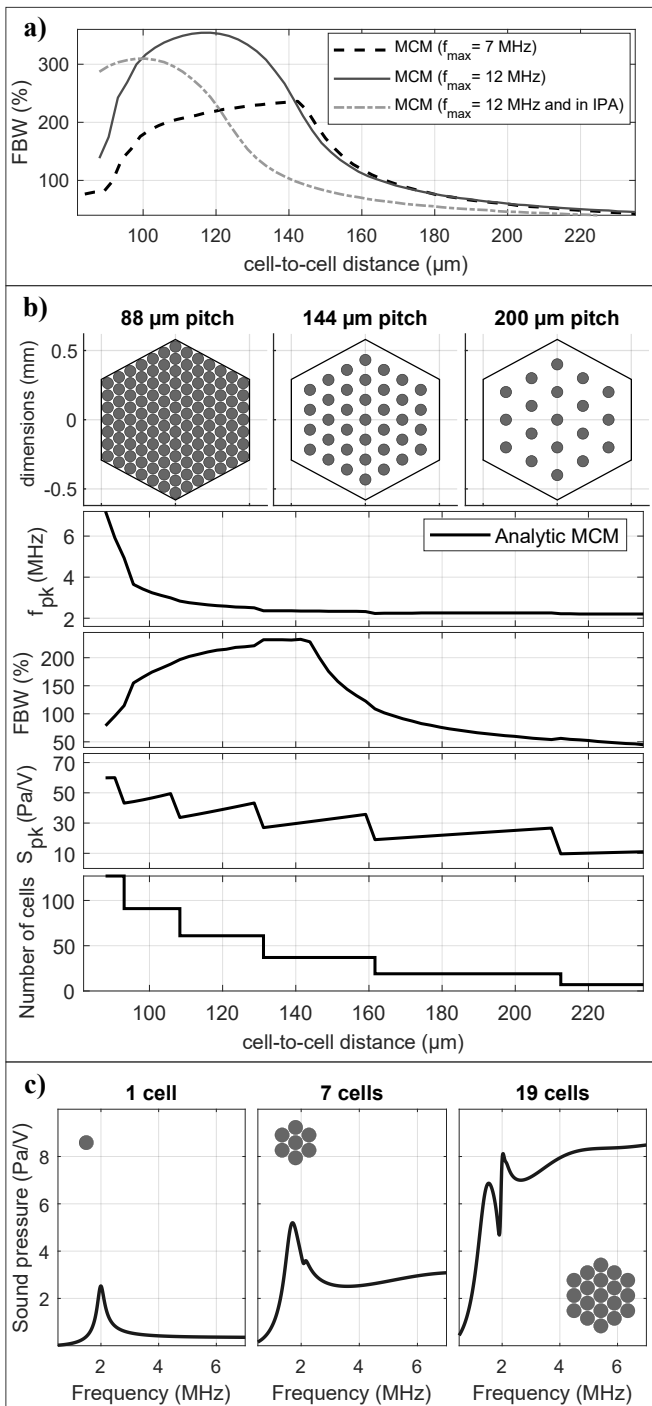 a)
FBW (%)
300
200
100
MCM (fmax= 7 MHz)
MCM (fmax= 12 MHz)
MCM (fmax= 12 MHz and in IPA)
100 120 140 160 180 200 220
cell-to-cell distance (µm)
b)
88 µm pitch 144 µm pitch 200 µm pitch
dimensions (mm)
0.5
0
-0.5
fpk (MHz)
6
4
2
Analytic MCM
FBW (%)
200
150
100
50
Spk (Pa/V)
70
50
30
10
Number of cells
100
50
0
100 120 140 160 180 200 220
cell-to-cell distance (µm)
c)
1 cell 7 cells 19 cells
Sound pressure (Pa/V)
8
6
4
2
2 4 6 2 4 6 2 4 6
Frequency (MHz) Frequency (MHz) Frequency (MHz)